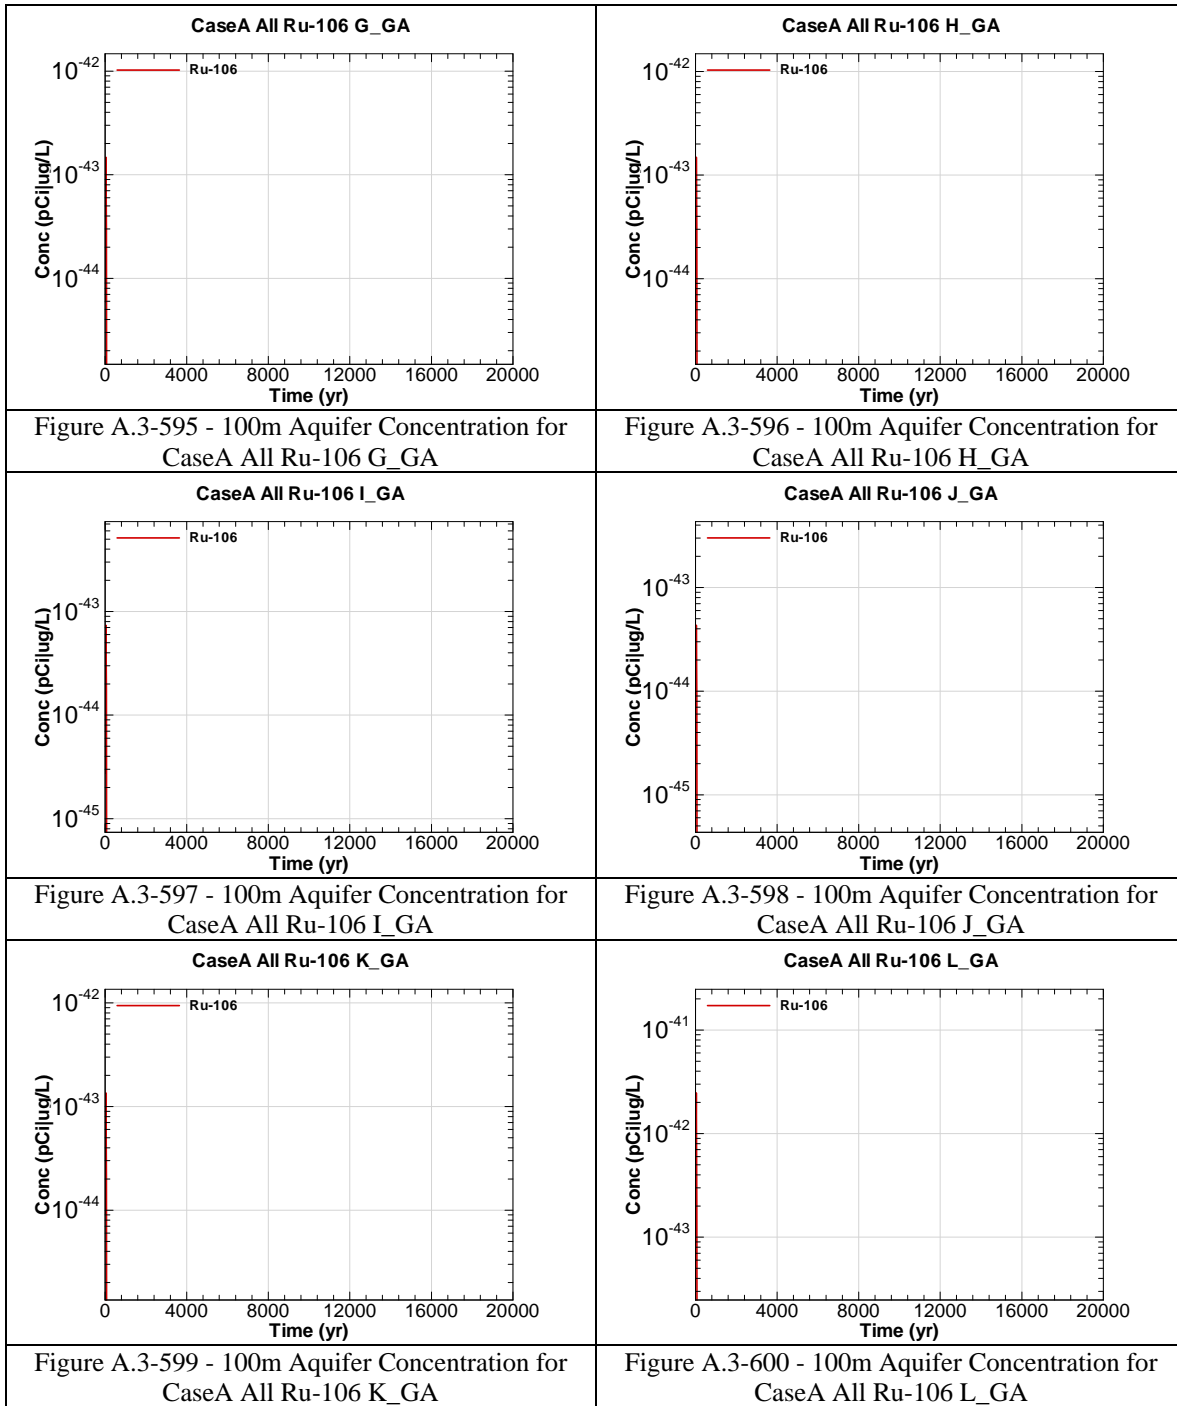 CaseA All Ru-106 G_GA
Ru-106
10-42
10-43
10-44
Conc (pCi|ug/L)
0 4000 8000 12000 16000 20000
Time (yr)
Figure A.3-595 - 100m Aquifer Concentration for
CaseA All Ru-106 G_GA
CaseA All Ru-106 H_GA
Ru-106
10-42
10-43
10-44
Conc (pCi|ug/L)
0 4000 8000 12000 16000 20000
Time (yr)
Figure A.3-596 - 100m Aquifer Concentration for
CaseA All Ru-106 H_GA
CaseA All Ru-106 I_GA
Ru-106
10-43
10-44
10-45
Conc (pCi|ug/L)
0 4000 8000 12000 16000 20000
Time (yr)
Figure A.3-597 - 100m Aquifer Concentration for
CaseA All Ru-106 I_GA
CaseA All Ru-106 J_GA
Ru-106
10-43
10-44
10-45
Conc (pCi|ug/L)
0 4000 8000 12000 16000 20000
Time (yr)
Figure A.3-598 - 100m Aquifer Concentration for
CaseA All Ru-106 J_GA
CaseA All Ru-106 K_GA
Ru-106
10-42
10-43
10-44
Conc (pCi|ug/L)
0 4000 8000 12000 16000 20000
Time (yr)
Figure A.3-599 - 100m Aquifer Concentration for
CaseA All Ru-106 K_GA
CaseA All Ru-106 L_GA
Ru-106
10-41
10-42
10-43
Conc (pCi|ug/L)
0 4000 8000 12000 16000 20000
Time (yr)
Figure A.3-600 - 100m Aquifer Concentration for
CaseA All Ru-106 L_GA